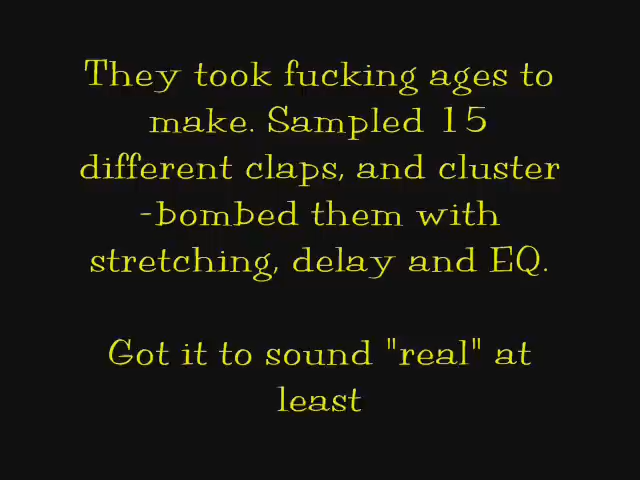 They took fucking ages to
make. Sampled 15
different claps, and cluster
-bombed them with
stretching, delay and EQ.
Got it to sound "real" at
least